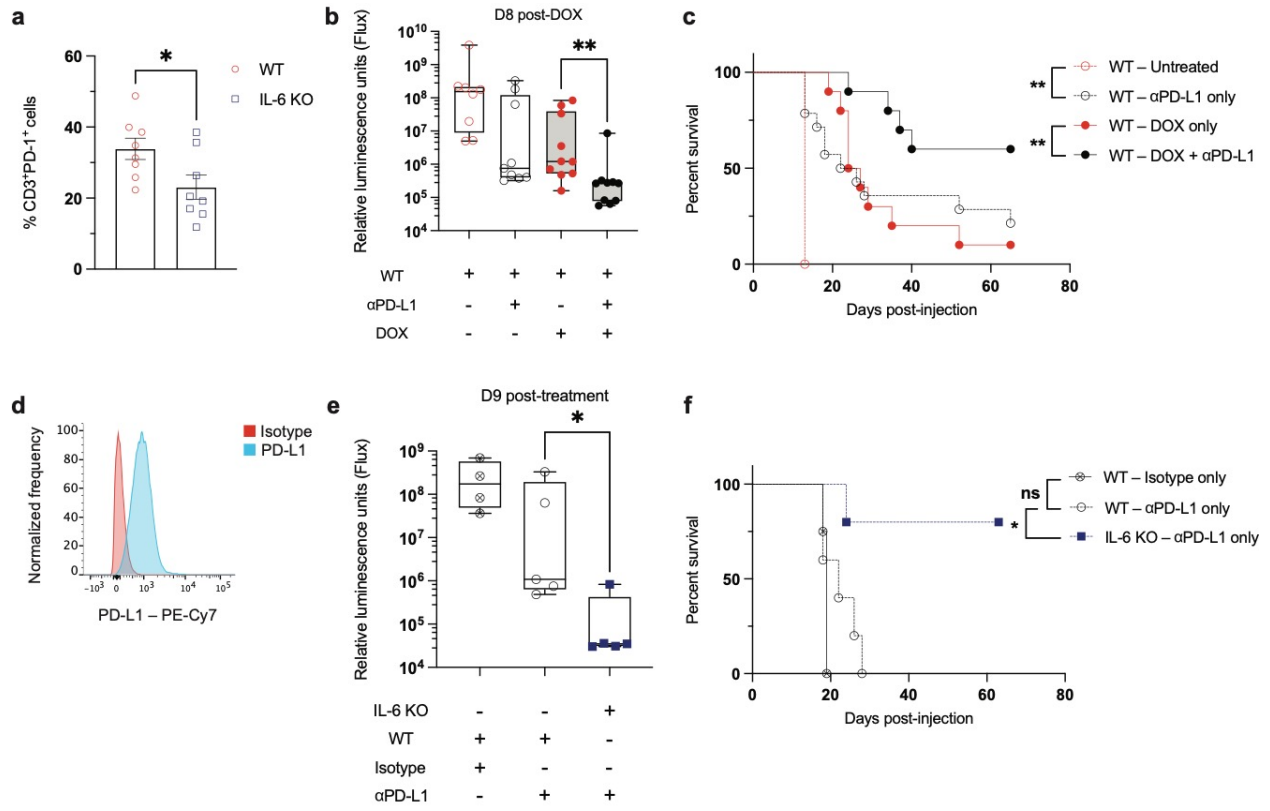 a
60
40
20
0
% CD3⁺PD-1⁺ cells
*
WT
IL-6 KO
b
D8 post-DOX
Relative luminescence units (Flux)
10¹⁰
10⁹
10⁸
10⁷
10⁶
10⁵
10⁴
**
WT + + + +
αPD-L1 - + - +
DOX - - + +
c
Percent survival
100
50
0
0 20 40 60 80
Days post-injection
WT – Untreated
** WT – αPD-L1 only
WT – DOX only
** WT – DOX + αPD-L1
d
Normalized frequency
100
80
60
40
20
0
-10³ 0 10³ 10⁴ 10⁵
PD-L1 – PE-Cy7
Isotype
PD-L1
e
D9 post-treatment
Relative luminescence units (Flux)
10⁹
10⁸
10⁷
10⁶
10⁵
10⁴
*
IL-6 KO - - +
WT + + -
Isotype + - -
αPD-L1 - + +
f
Percent survival
100
50
0
0 20 40 60 80
Days post-injection
WT – Isotype only
ns WT – αPD-L1 only
* IL-6 KO – αPD-L1 only